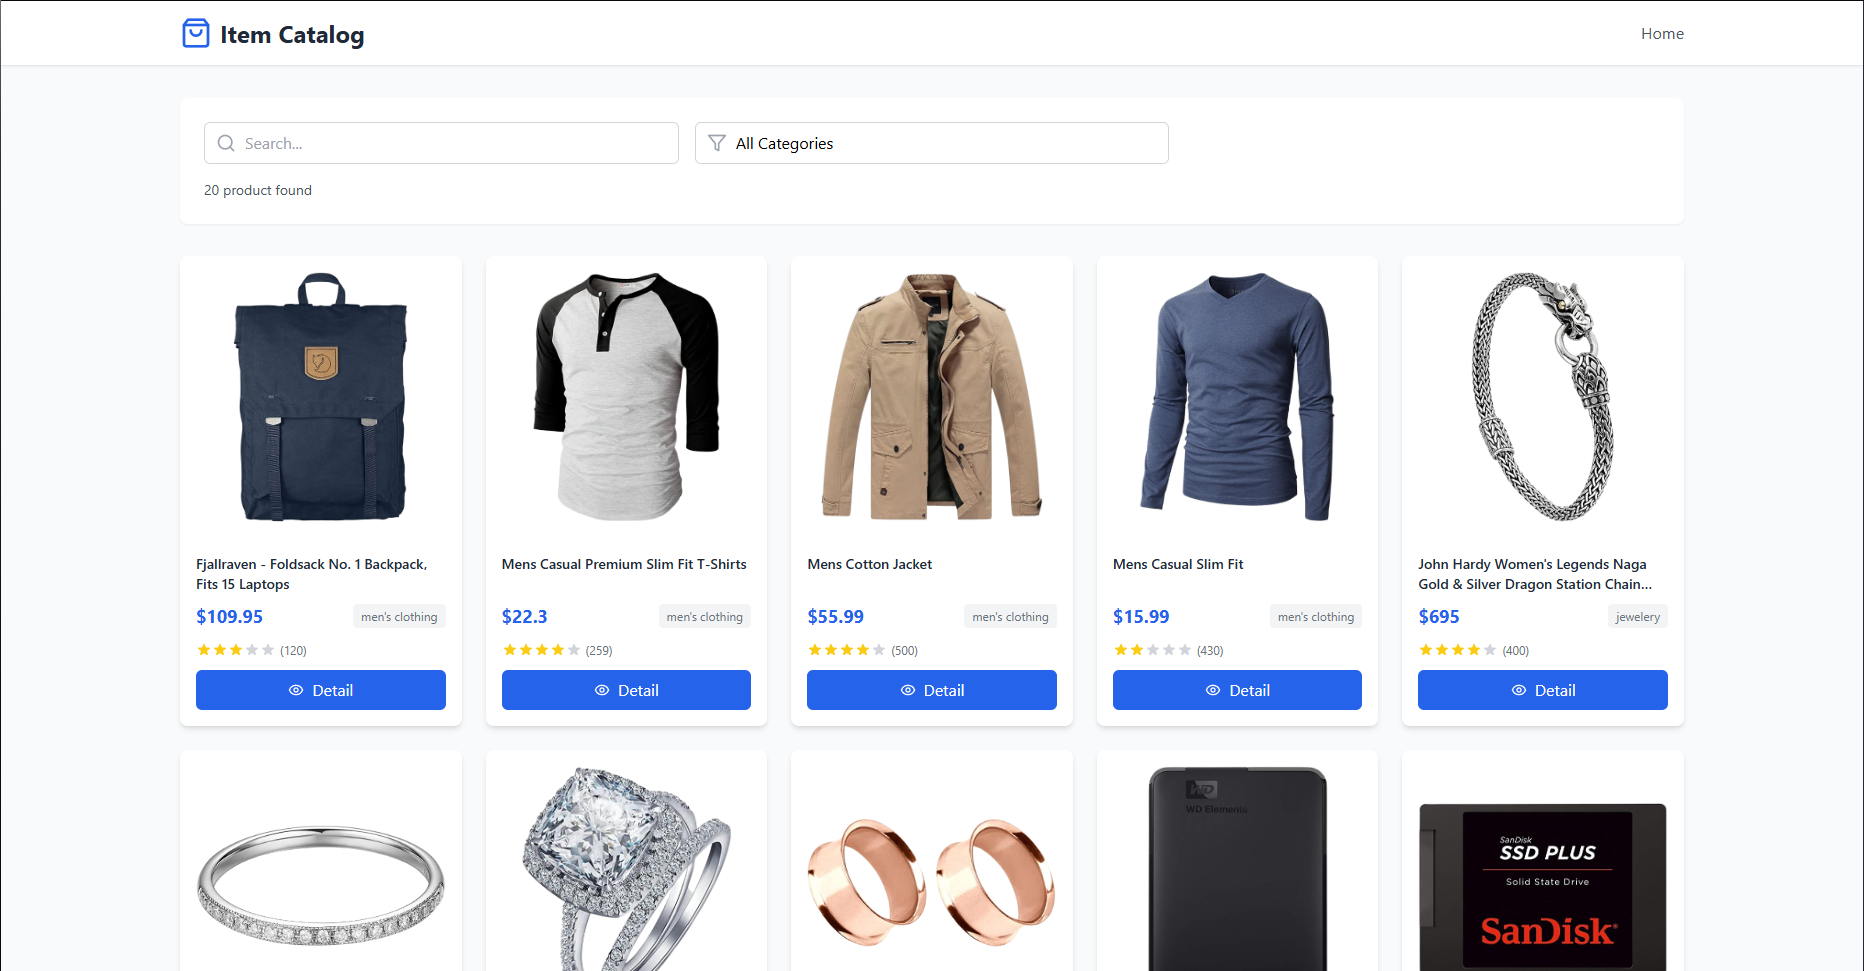 Item Catalog
Home
Search...
All Categories
20 product found
Fjallraven - Foldsack No. 1 Backpack,
Fits 15 Laptops
$109.95
men's clothing
(120)
Detail
Mens Casual Premium Slim Fit T-Shirts
$22.3
men's clothing
(259)
Detail
Mens Cotton Jacket
$55.99
men's clothing
(500)
Detail
Mens Casual Slim Fit
$15.99
men's clothing
(430)
Detail
John Hardy Women's Legends Naga
Gold & Silver Dragon Station Chain...
$695
jewelery
(400)
Detail
WD
WD Elements
SanDisk
SSD PLUS
Solid State Drive
SanDisk